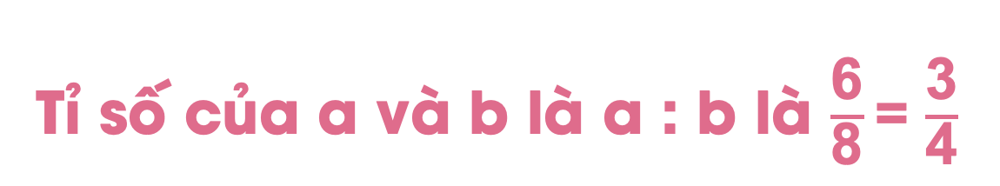 Tỉ số của a và b là a : b là 6/8 = 3/4